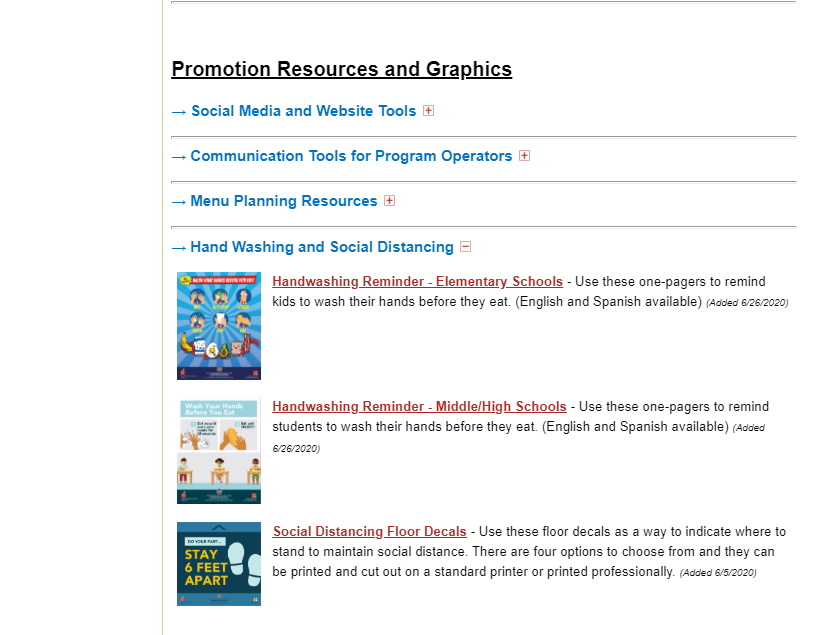 Promotion Resources and Graphics
→ Social Media and Website Tools
→ Communication Tools for Program Operators
→ Menu Planning Resources
→ Hand Washing and Social Distancing
WASH YOUR HANDS BEFORE YOU EAT
Handwashing Reminder - Elementary Schools - Use these one-pagers to remind
kids to wash their hands before they eat. (English and Spanish available) (Added 6/26/2020)
Wash Your Hands
Before You Eat
Handwashing Reminder - Middle/High Schools - Use these one-pagers to remind
students to wash their hands before they eat. (English and Spanish available) (Added
6/26/2020)
DO YOUR PART...
STAY
6 FEET
APART
Social Distancing Floor Decals - Use these floor decals as a way to indicate where to
stand to maintain social distance. There are four options to choose from and they can
be printed and cut out on a standard printer or printed professionally. (Added 6/5/2020)